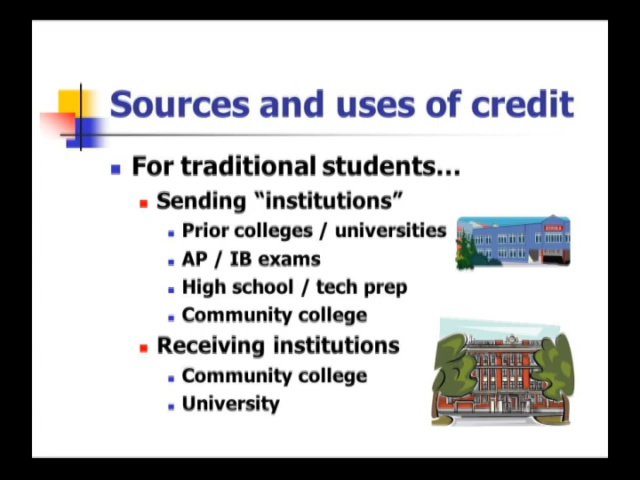 Sources and uses of credit
For traditional students...
Sending “institutions”
Prior colleges / universities
AP / IB exams
High school / tech prep
Community college
Receiving institutions
Community college
University